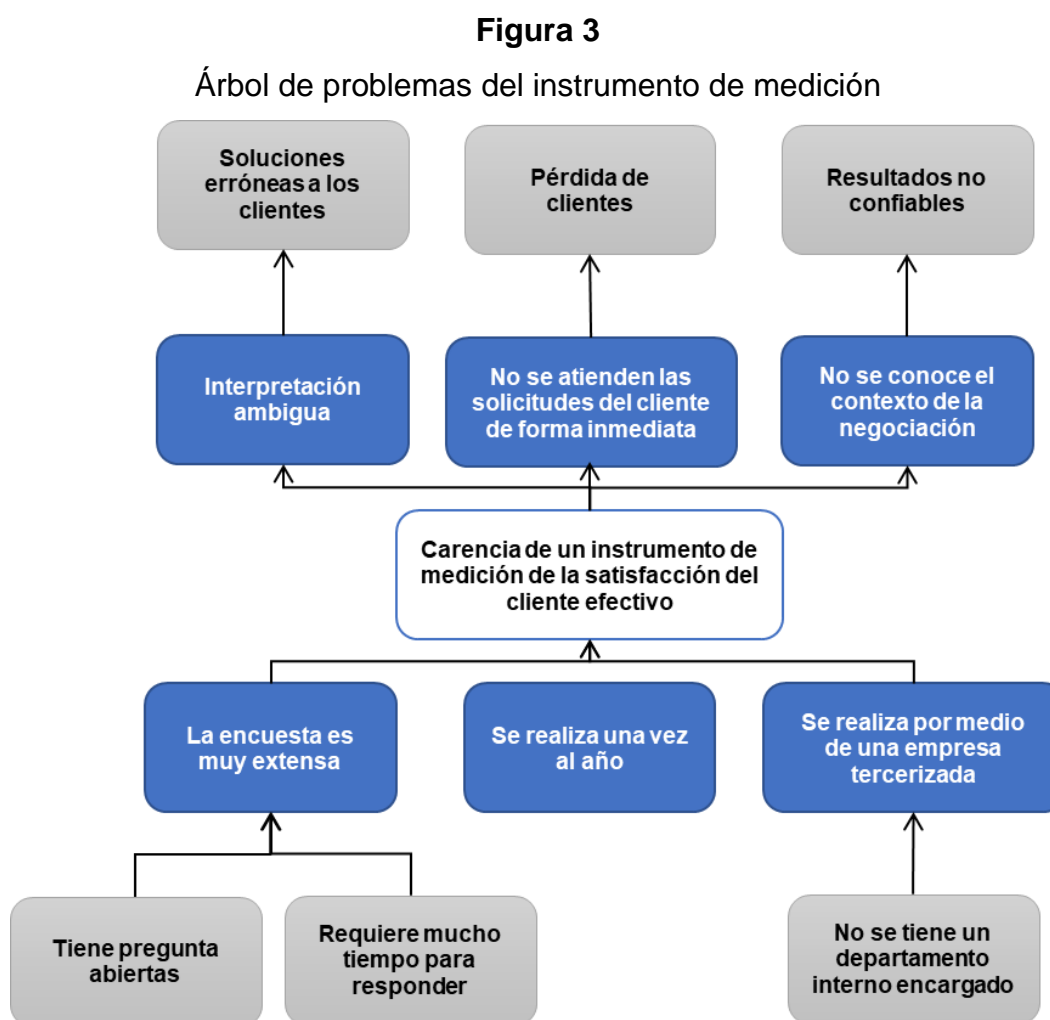 Figura 3
Árbol de problemas del instrumento de medición
Soluciones
erróneas a los
clientes
Pérdida de
clientes
Resultados no
confiables
Interpretación
ambigua
No se atienden las
solicitudes del cliente
de forma inmediata
No se conoce el
contexto de la
negociación
Carencia de un instrumento de
medición de la satisfacción del
cliente efectivo
La encuesta es
muy extensa
Se realiza una vez
al año
Se realiza por medio
de una empresa
tercerizada
Tiene pregunta
abiertas
Requiere mucho
tiempo para
responder
No se tiene un
departamento
interno encargado